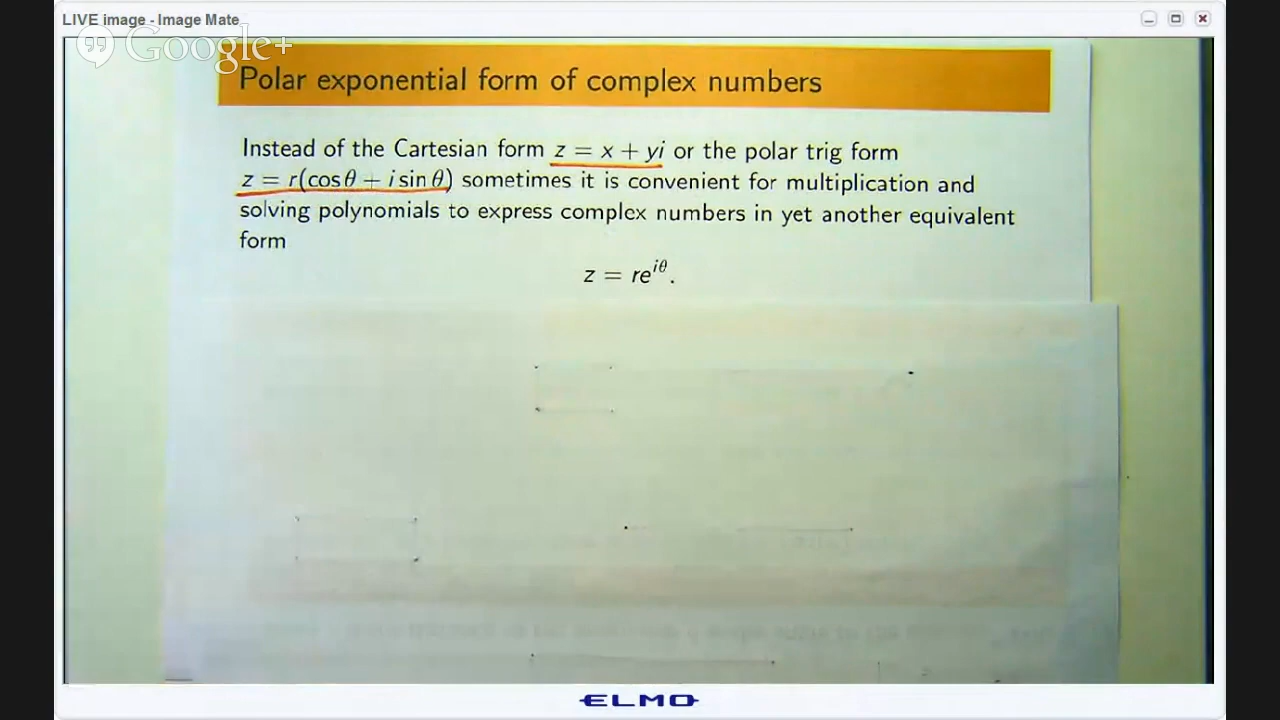 LIVE image - Image Mate
Google+
Polar exponential form of complex numbers
Instead of the Cartesian form z = x + yi or the polar trig form
z = r(cos θ + i sin θ) sometimes it is convenient for multiplication and
solving polynomials to express complex numbers in yet another equivalent
form
z = re^{iθ}.
ELMO